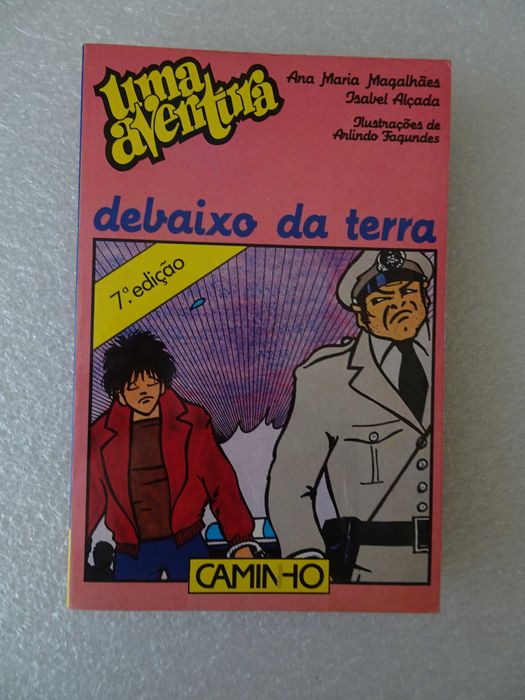 uma
aventura
Ana Maria Magalhães
Isabel Alçada
Ilustrações de
Arlindo Fagundes
debaixo da terra
7ª. edição
CAMINHO